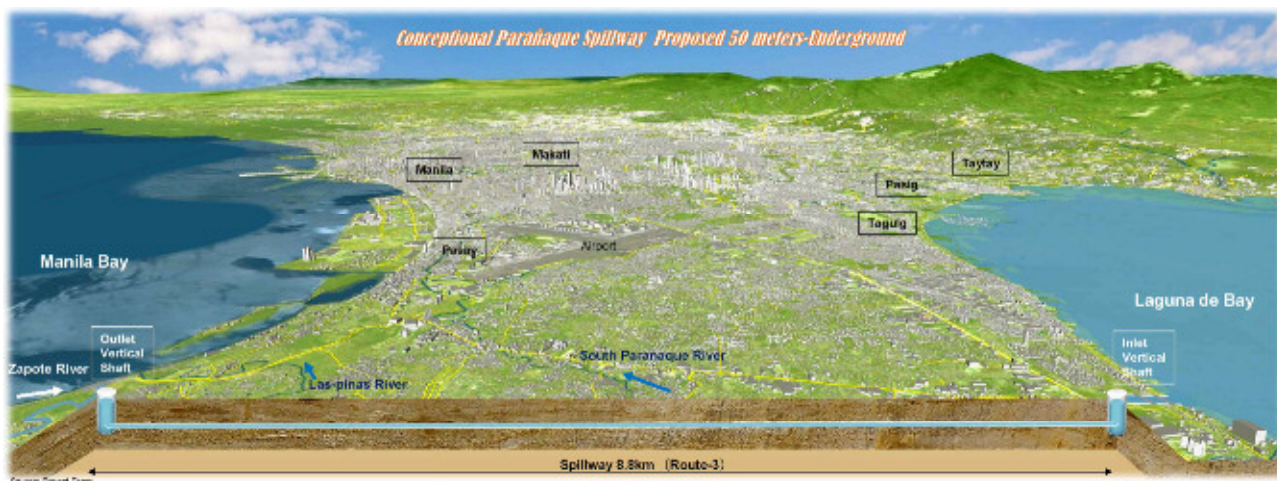 Conceptual Parañaque Spillway Proposed 50 meters-Underground
Makati
Manila
Taytay
Pasig
Taguig
Airport
Pasay
Manila Bay
Laguna de Bay
Outlet
Vertical
Shaft
Inlet
Vertical
Shaft
Zapote River
South Paranaque River
Las-pinas River
Spillway 8.8km (Route-3)